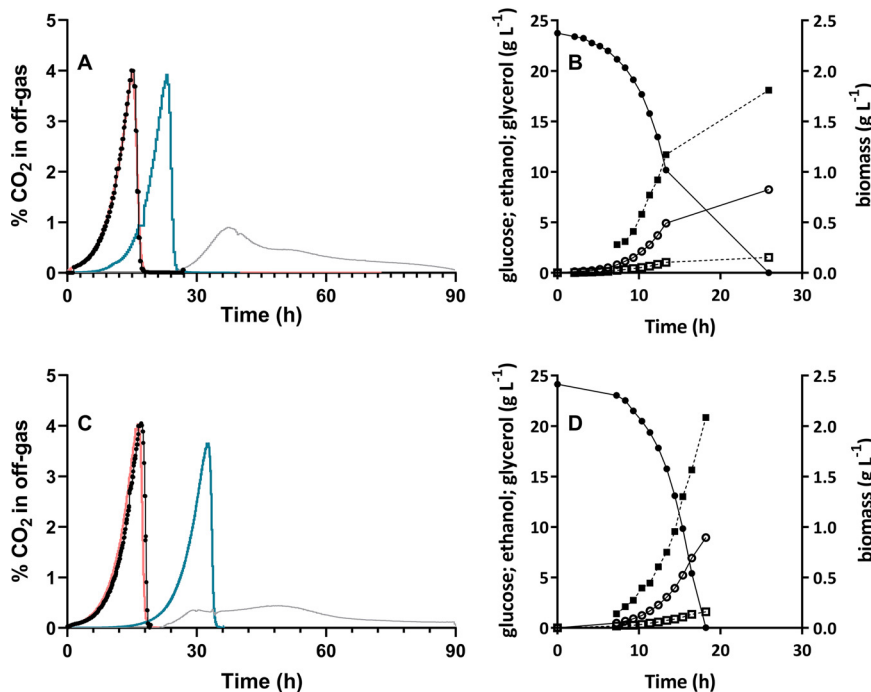 A
% CO2 in off-gas
5
4
3
2
1
0
0 30 60 90
Time (h)
B
glucose; ethanol; glycerol (g L-1)
25
20
15
10
5
0
2.5
2.0
1.5
1.0
0.5
0.0
biomass (g L-1)
0 10 20 30
Time (h)
C
% CO2 in off-gas
5
4
3
2
1
0
0 30 60 90
Time (h)
D
glucose; ethanol; glycerol (g L-1)
25
20
15
10
5
0
2.5
2.0
1.5
1.0
0.5
0.0
biomass (g L-1)
0 10 20 30
Time (h)